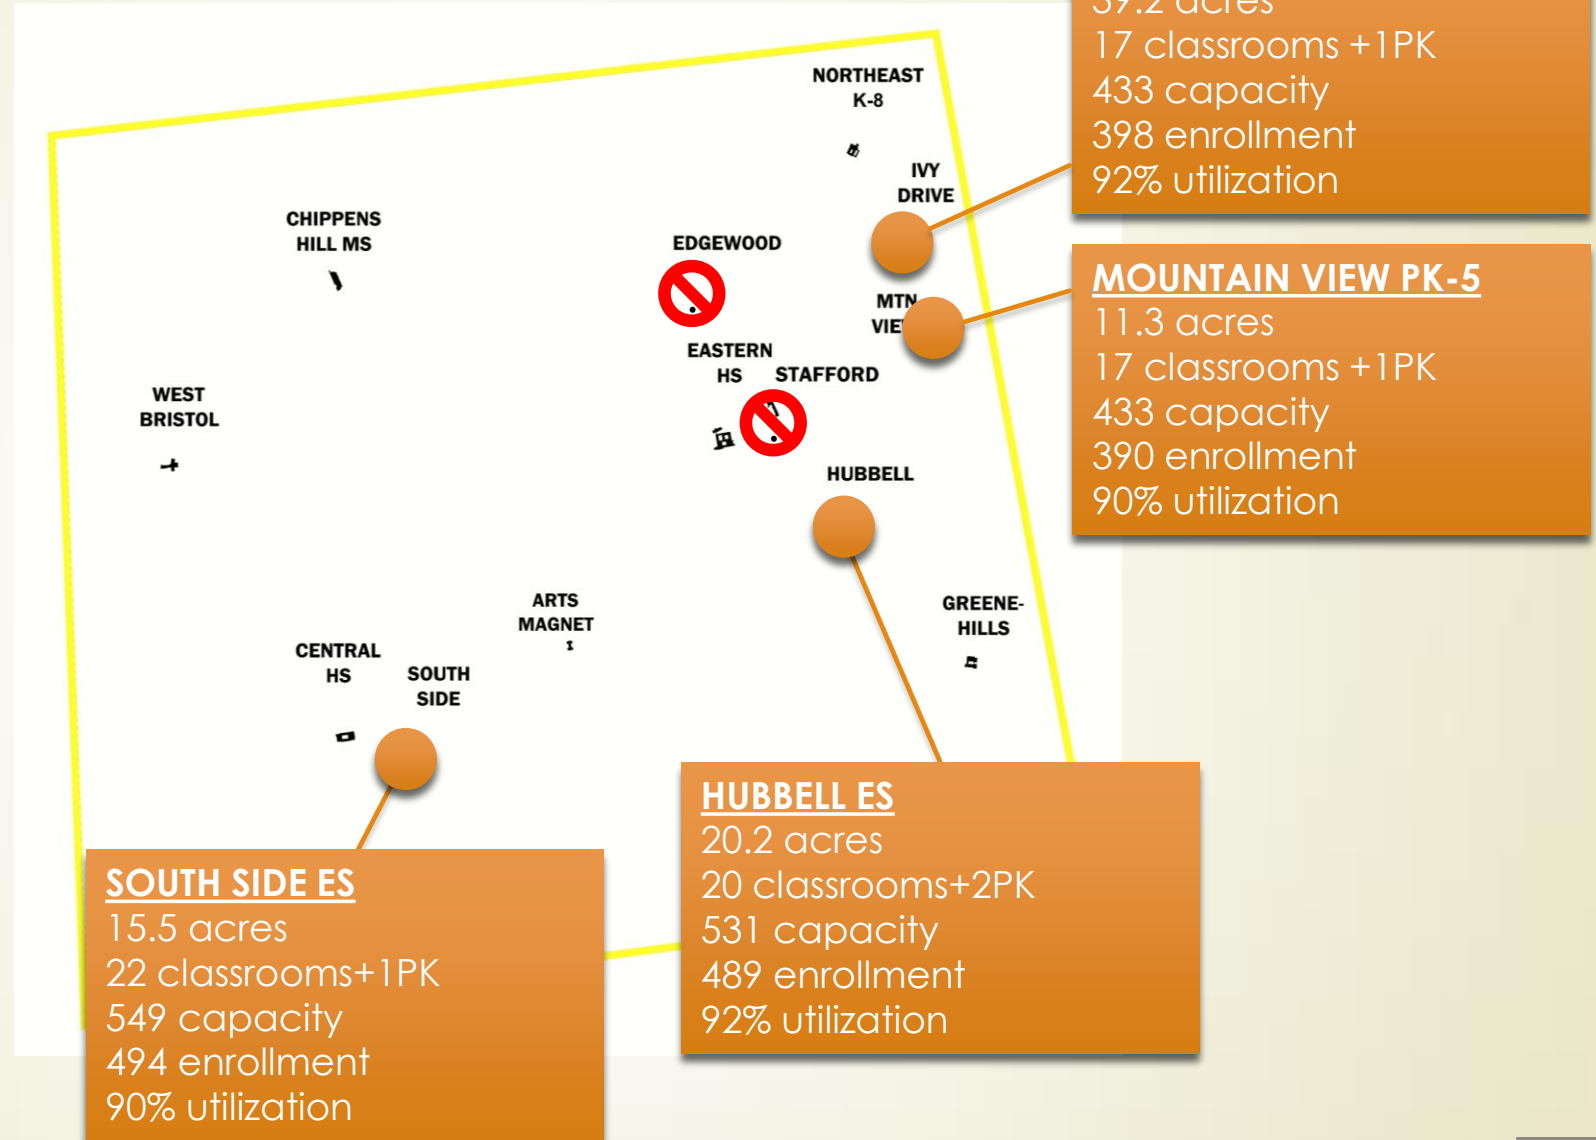 39.2 acres
17 classrooms +1PK
433 capacity
398 enrollment
92% utilization
NORTHEAST
K-8
IVY
DRIVE
CHIPPENS
HILL MS
EDGEWOOD
MOUNTAIN VIEW PK-5
11.3 acres
17 classrooms +1PK
433 capacity
390 enrollment
90% utilization
MTN
EASTERN
HS
STAFFORD
WEST
BRISTOL
HUBBELL
ARTS
MAGNET
GREENE-
HILLS
CENTRAL
HS
SOUTH
SIDE
HUBBELL ES
20.2 acres
20 classrooms+2PK
531 capacity
489 enrollment
92% utilization
SOUTH SIDE ES
15.5 acres
22 classrooms+1PK
549 capacity
494 enrollment
90% utilization